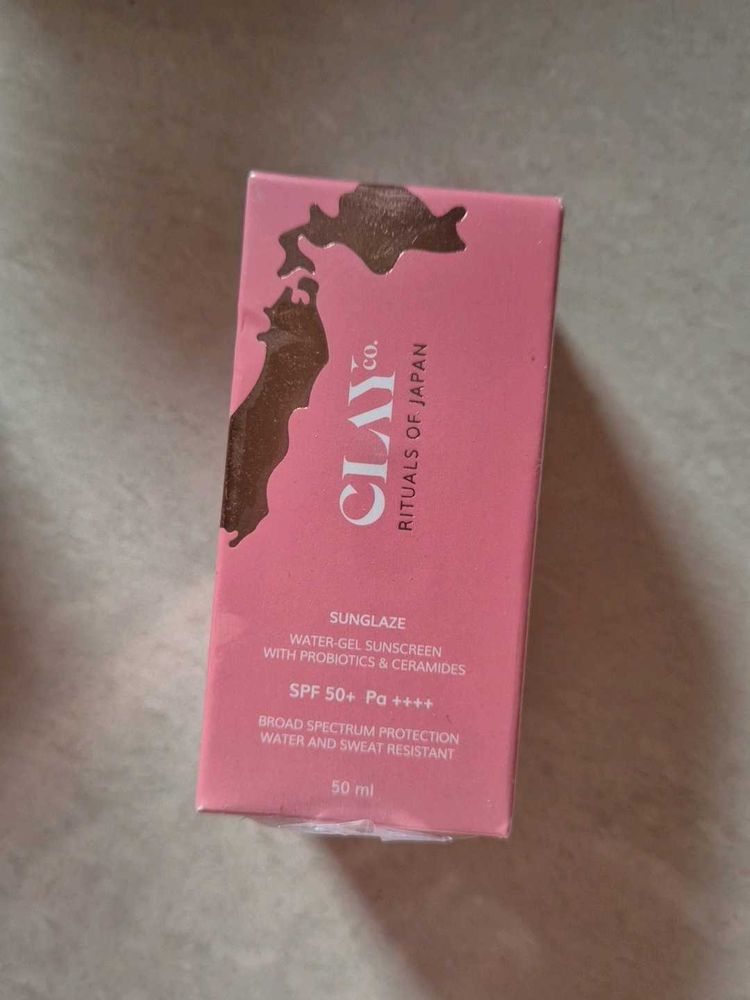 CLAY CO.
RITUALS OF JAPAN
SUNGLAZE
WATER-GEL SUNSCREEN
WITH PROBIOTICS & CERAMIDES
SPF 50+ Pa ++++
BROAD SPECTRUM PROTECTION
WATER AND SWEAT RESISTANT
50 ml